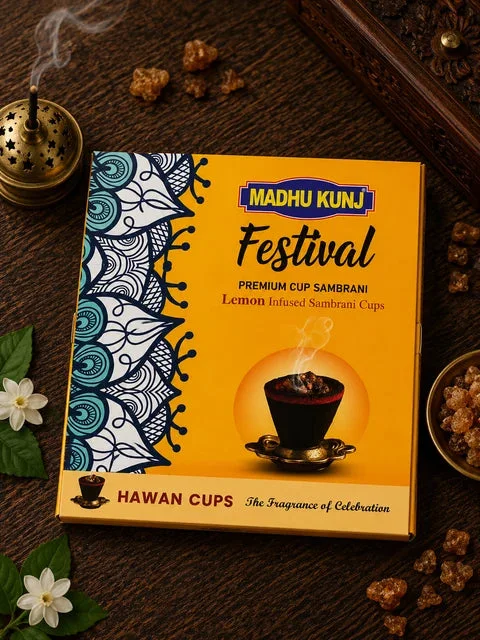 MADHU KUNJ
Festival
PREMIUM CUP SAMBRANI
Lemon Infused Sambrani Cups
HAWAN CUPS
The Fragrance of Celebration